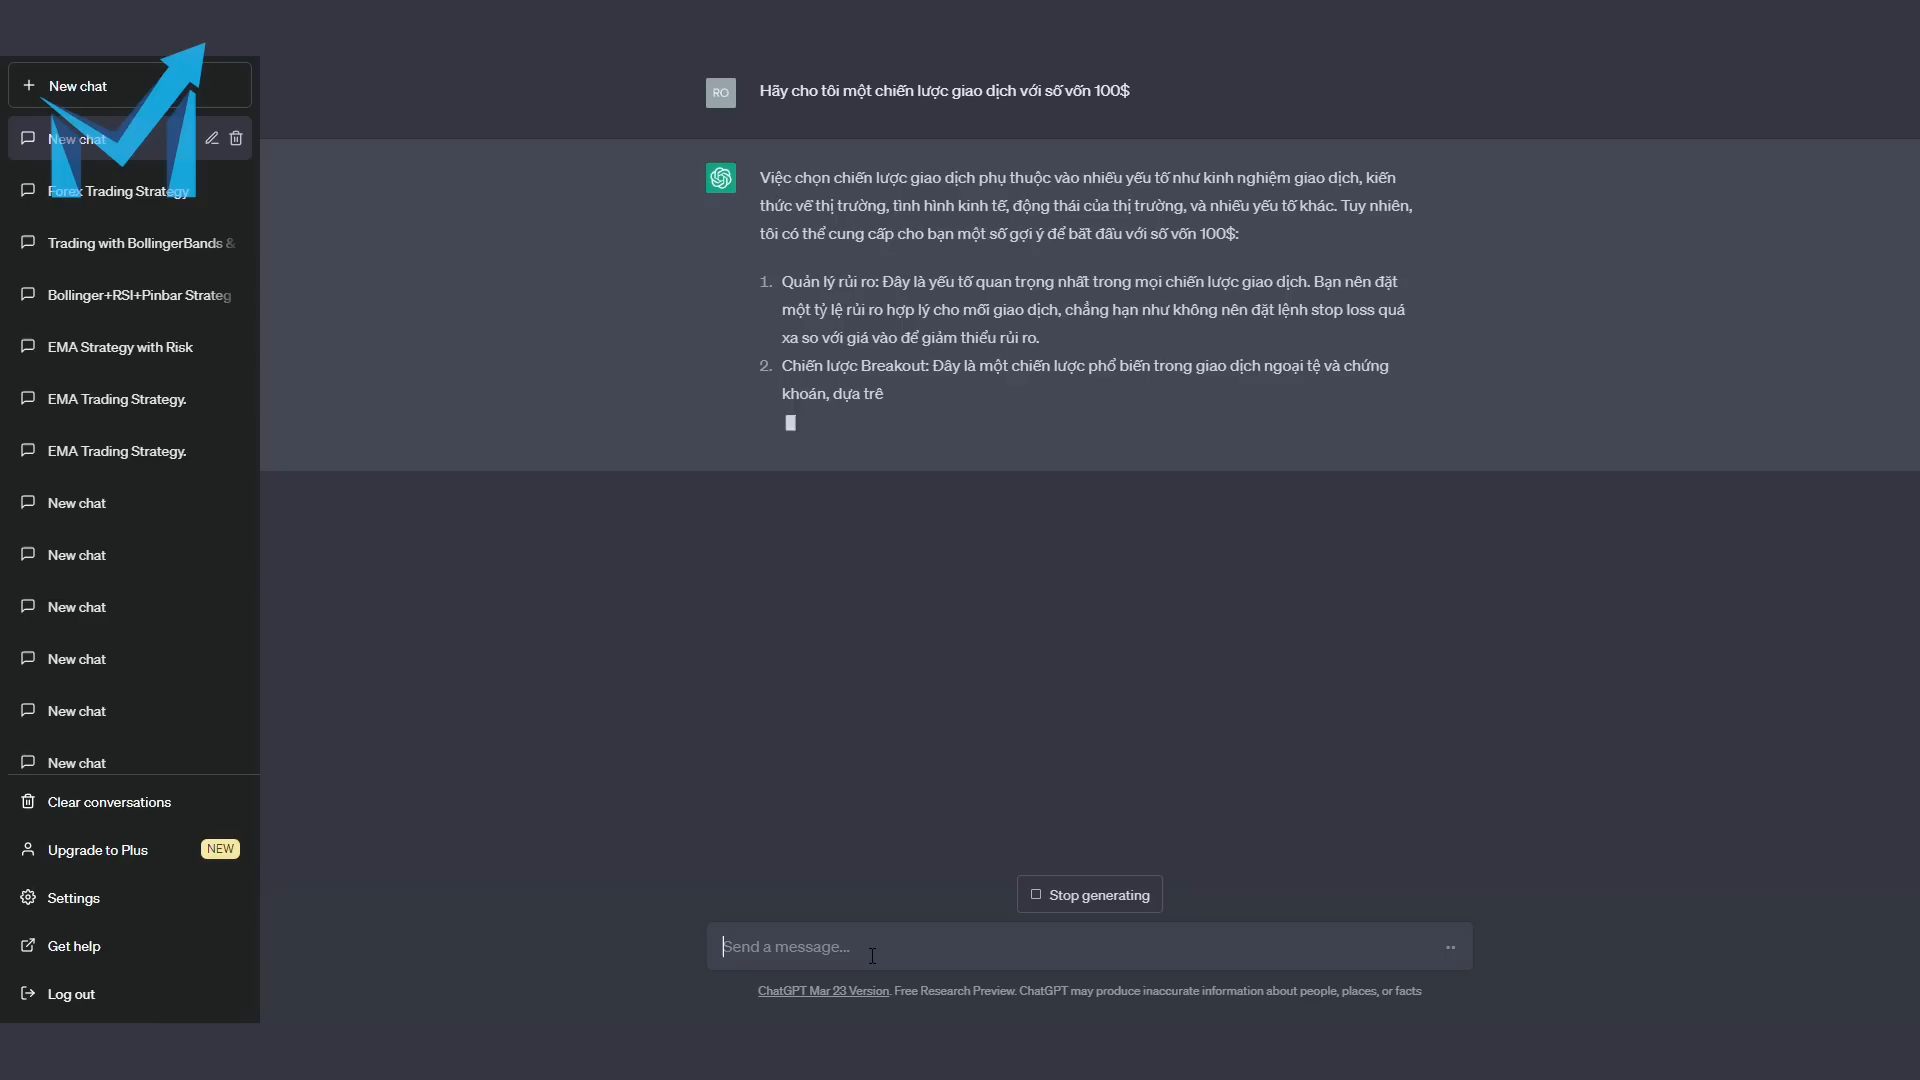 New chat
New chat
Forex Trading Strategy
Trading with BollingerBands &
Bollinger+RSI+Pinbar Strateg
EMA Strategy with Risk
EMA Trading Strategy.
EMA Trading Strategy.
New chat
New chat
New chat
New chat
New chat
New chat
Clear conversations
Upgrade to Plus NEW
Settings
Get help
Log out
RO Hãy cho tôi một chiến lược giao dịch với số vốn 100$
Việc chọn chiến lược giao dịch phụ thuộc vào nhiều yếu tố như kinh nghiệm giao dịch, kiến
thức về thị trường, tình hình kinh tế, động thái của thị trường, và nhiều yếu tố khác. Tuy nhiên,
tôi có thể cung cấp cho bạn một số gợi ý để bắt đầu với số vốn 100$:
1. Quản lý rủi ro: Đây là yếu tố quan trọng nhất trong mọi chiến lược giao dịch. Bạn nên đặt
một tỷ lệ rủi ro hợp lý cho mỗi giao dịch, chẳng hạn như không nên đặt lệnh stop loss quá
xa so với giá vào để giảm thiểu rủi ro.
2. Chiến lược Breakout: Đây là một chiến lược phổ biến trong giao dịch ngoại tệ và chứng
khoán, dựa trê
Stop generating
Send a message...
ChatGPT Mar 23 Version. Free Research Preview. ChatGPT may produce inaccurate information about people, places, or facts